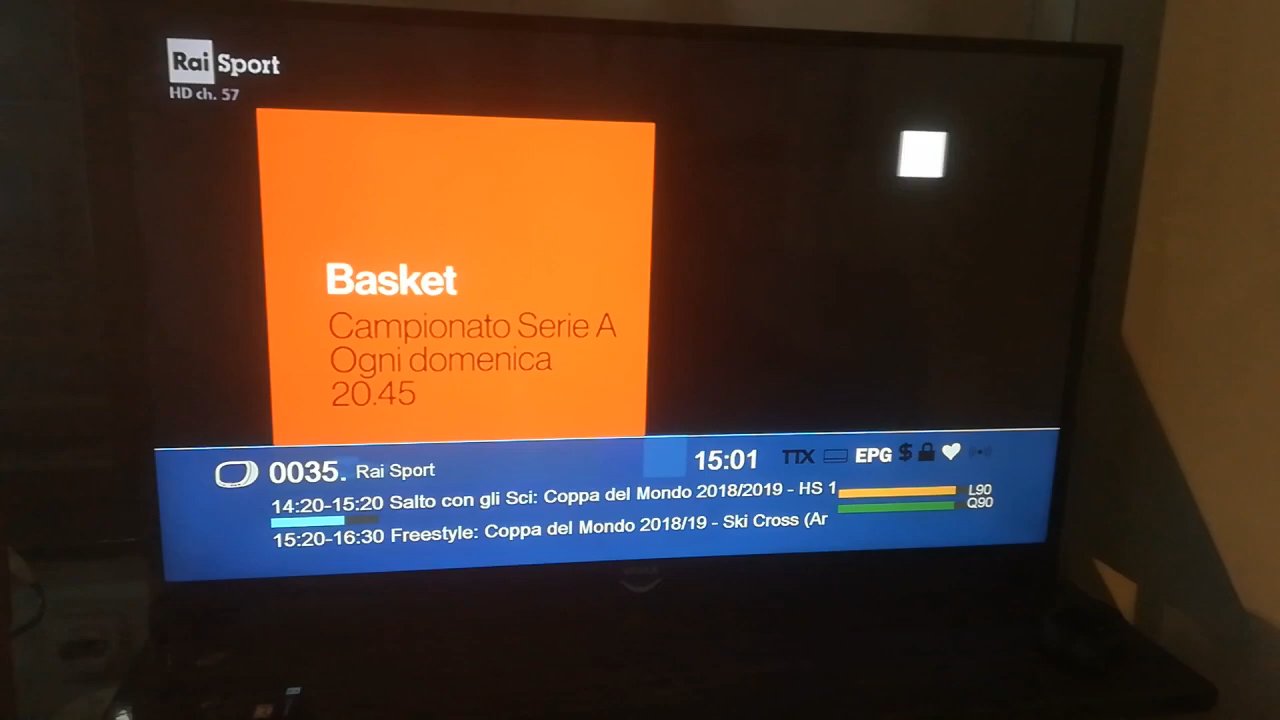 Rai Sport
HD ch. 57
Basket
Campionato Serie A
Ogni domenica
20.45
0035. Rai Sport
15:01 TTX EPG $
14:20-15:20 Salto con gli Sci: Coppa del Mondo 2018/2019 - HS 1
L90
Q90
15:20-16:30 Freestyle: Coppa del Mondo 2018/19 - Ski Cross (Ar